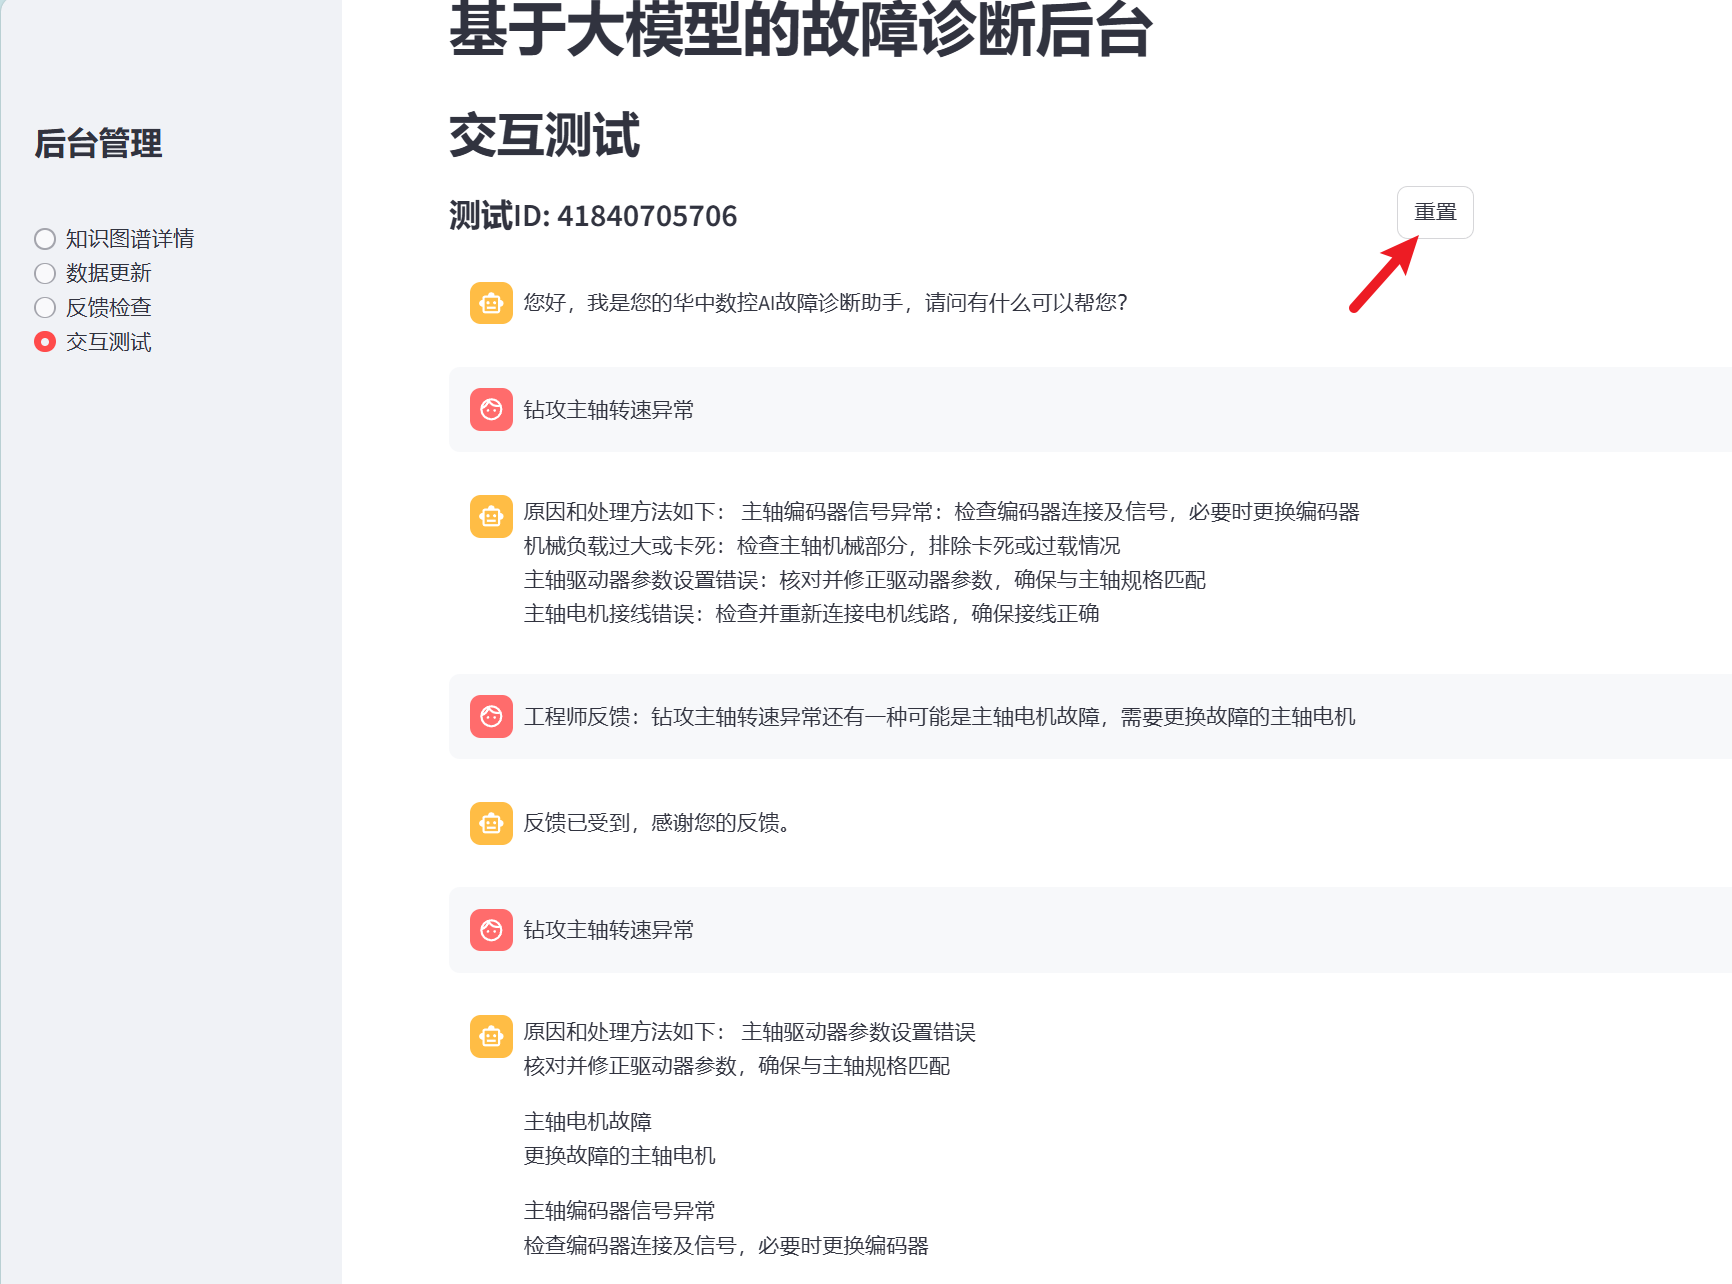 基于大模型的故障诊断后台
后台管理
知识图谱详情
数据更新
反馈检查
交互测试
交互测试
测试ID: 41840705706
重置
您好，我是您的华中数控AI故障诊断助手，请问有什么可以帮您？
钻攻主轴转速异常
原因和处理方法如下： 主轴编码器信号异常：检查编码器连接及信号，必要时更换编码器
机械负载过大或卡死：检查主轴机械部分，排除卡死或过载情况
主轴驱动器参数设置错误：核对并修正驱动器参数，确保与主轴规格匹配
主轴电机接线错误：检查并重新连接电机线路，确保接线正确
工程师反馈：钻攻主轴转速异常还有一种可能是主轴电机故障，需要更换故障的主轴电机
反馈已受到，感谢您的反馈。
钻攻主轴转速异常
原因和处理方法如下： 主轴驱动器参数设置错误
核对并修正驱动器参数，确保与主轴规格匹配
主轴电机故障
更换故障的主轴电机
主轴编码器信号异常
检查编码器连接及信号，必要时更换编码器